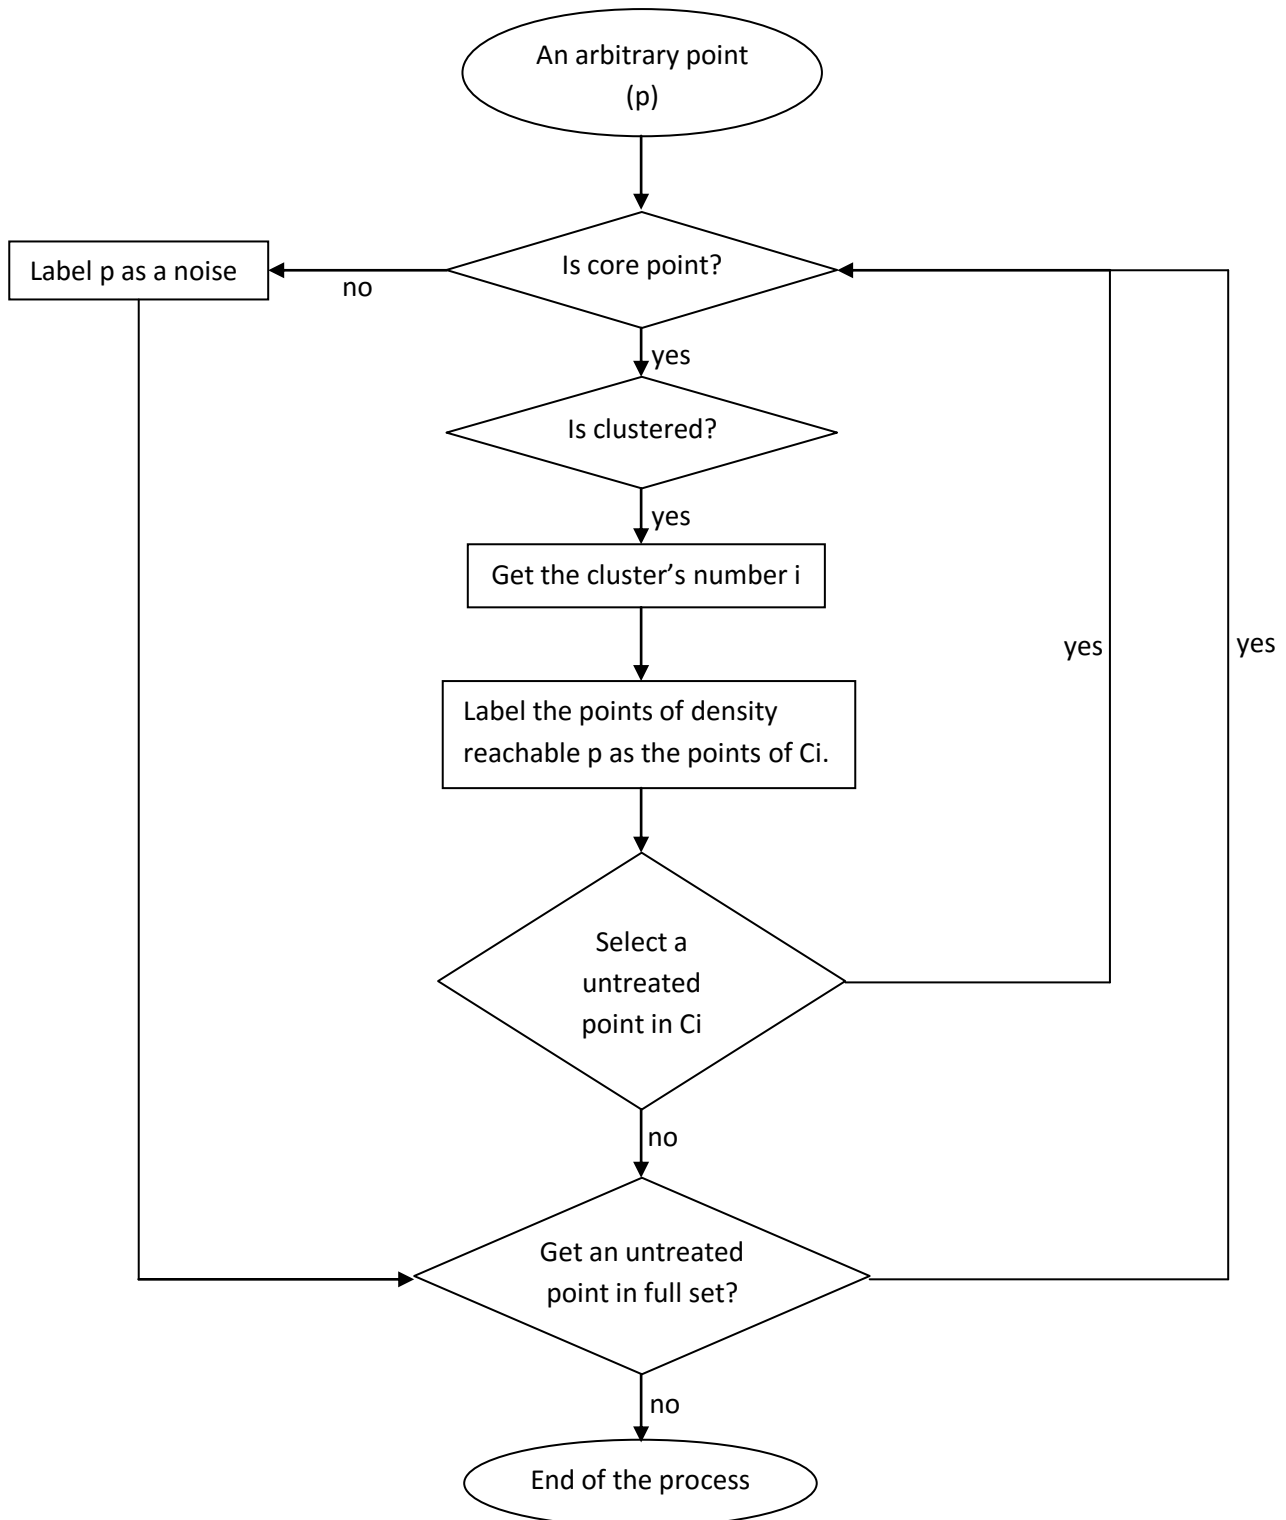 An arbitrary point
(p)
Is core point?
Label p as a noise
no
yes
Is clustered?
yes
Get the cluster’s number i
Label the points of density
reachable p as the points of Ci.
yes
yes
Select a
untreated
point in Ci
no
Get an untreated
point in full set?
no
End of the process